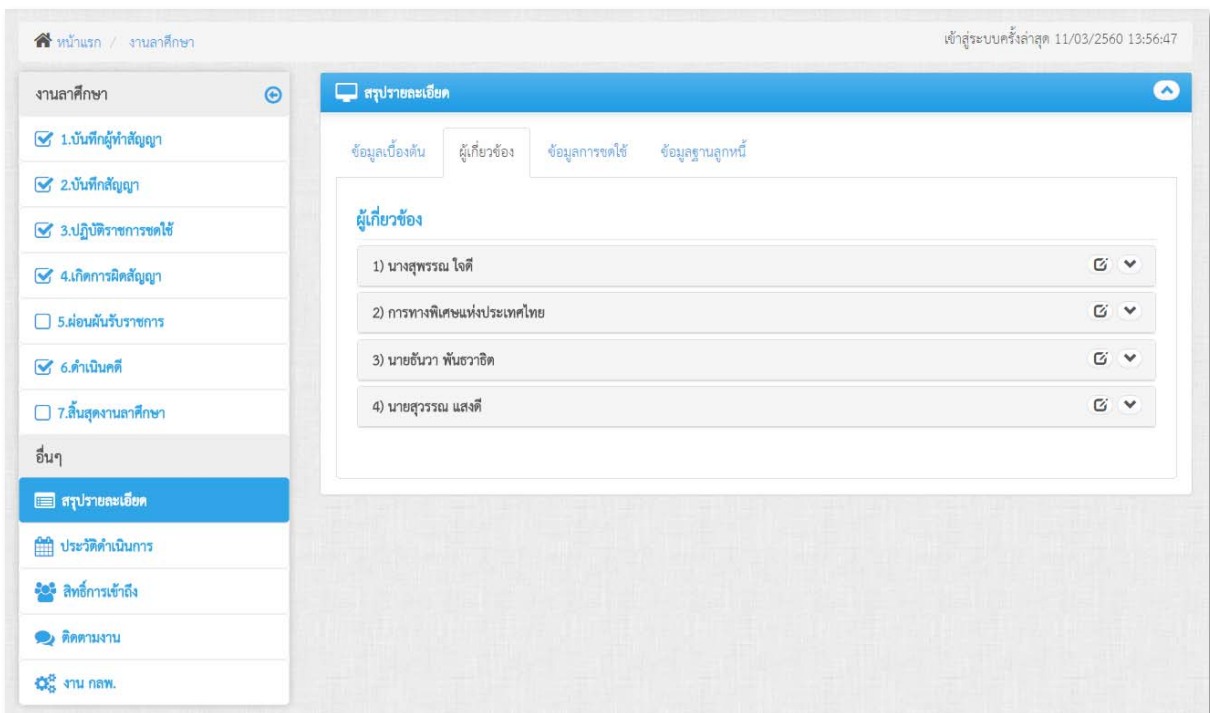 หน้าแรก / งานลาศึกษา
เข้าสู่ระบบครั้งล่าสุด 11/03/2560 13:56:47
งานลาศึกษา
1.บันทึกผู้ทำสัญญา
2.บันทึกสัญญา
3.ปฏิบัติราชการชดใช้
4.เกิดการผิดสัญญา
5.ผ่อนผันรับราชการ
6.ดำเนินคดี
7.สิ้นสุดงานลาศึกษา
อื่นๆ
สรุปรายละเอียด
ประวัติดำเนินการ
สิทธิ์การเข้าถึง
ติดตามงาน
งาน กลพ.
สรุปรายละเอียด
ข้อมูลเบื้องต้น ผู้เกี่ยวข้อง ข้อมูลการชดใช้ ข้อมูลฐานลูกหนี้
ผู้เกี่ยวข้อง
1) นางสุพรรณ ใจดี
2) การทางพิเศษแห่งประเทศไทย
3) นายธันวา พันธวาธิต
4) นายสุวรรณ แสงดี